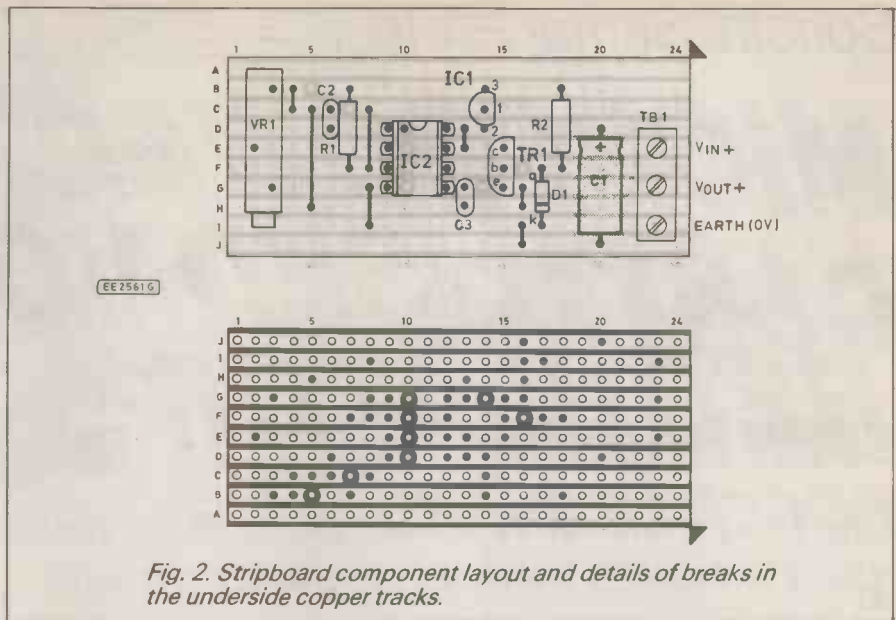 1 5 10 15 20 24
A
B
C
D
E
F
G
H
I
J
VR1
C2
R1
IC2
IC1
3
1
2
TR1
c
b
e
C3
R2
a
D1
k
+
C1
TB1
VIN+
VOUT+
EARTH (0V)
EE2561G
1 5 10 15 20 24
J
I
H
G
F
E
D
C
B
A
Fig. 2. Stripboard component layout and details of breaks in
the underside copper tracks.